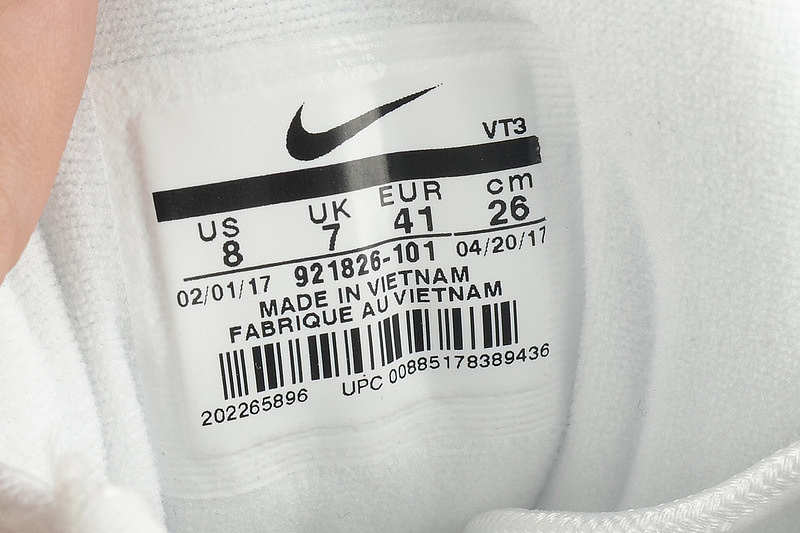 VT3
US UK EUR cm
8 7 41 26
02/01/17 921826-101 04/20/17
MADE IN VIETNAM
FABRIQUE AU VIETNAM
202265896 UPC 00885178389436